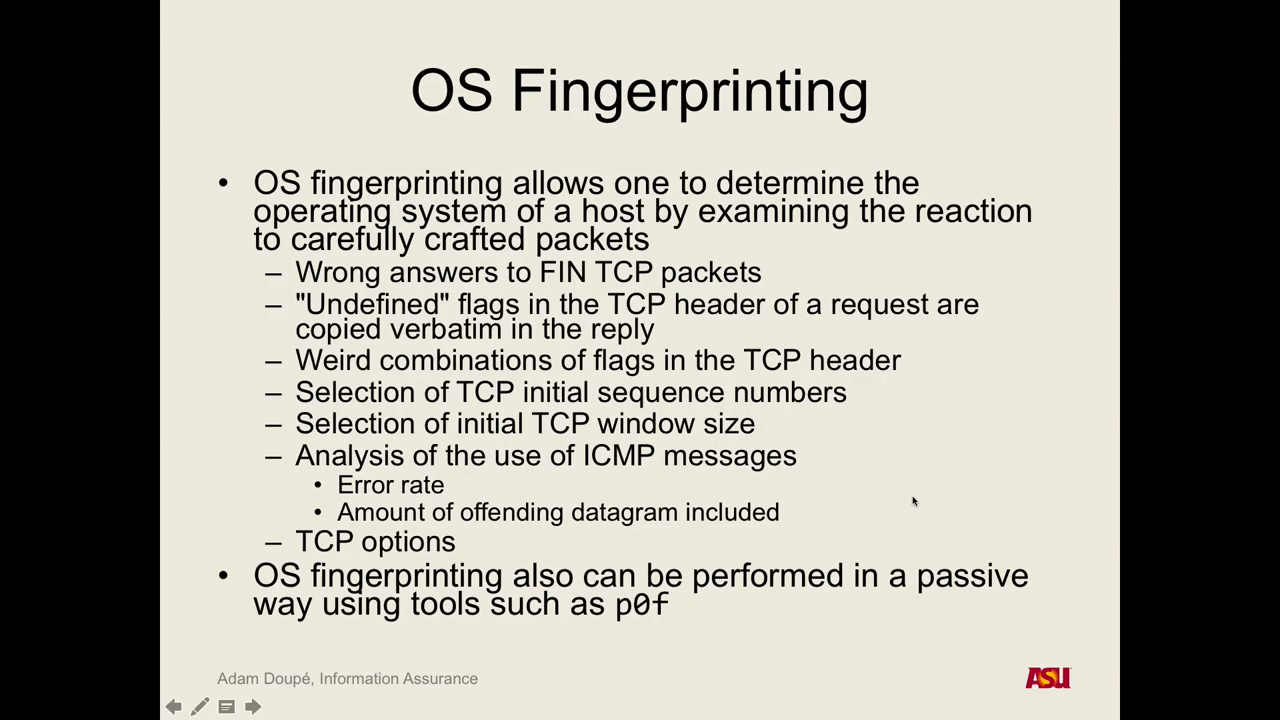 OS Fingerprinting
• OS fingerprinting allows one to determine the
operating system of a host by examining the reaction
to carefully crafted packets
– Wrong answers to FIN TCP packets
– "Undefined" flags in the TCP header of a request are
copied verbatim in the reply
– Weird combinations of flags in the TCP header
– Selection of TCP initial sequence numbers
– Selection of initial TCP window size
– Analysis of the use of ICMP messages
• Error rate
• Amount of offending datagram included
– TCP options
• OS fingerprinting also can be performed in a passive
way using tools such as p0f
Adam Doupé, Information Assurance
ASU